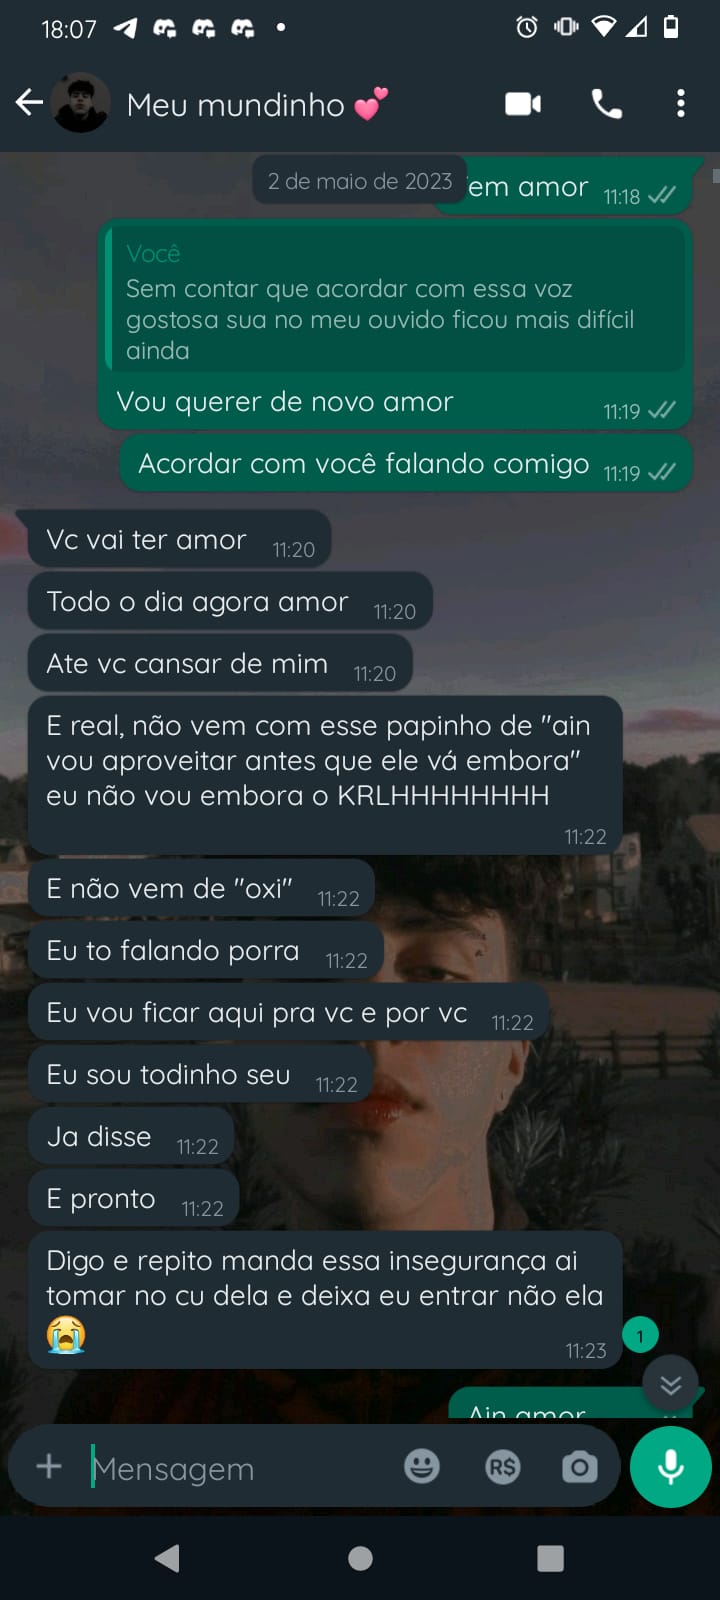 18:07
Meu mundinho 💕
2 de maio de 2023
em amor 11:18
Você
Sem contar que acordar com essa voz
gostosa sua no meu ouvido ficou mais difícil
ainda
Vou querer de novo amor 11:19
Acordar com você falando comigo 11:19
Vc vai ter amor 11:20
Todo o dia agora amor 11:20
Ate vc cansar de mim 11:20
E real, não vem com esse papinho de "ain
vou aproveitar antes que ele vá embora"
eu não vou embora o KRLHHHHHHHH
11:22
E não vem de "oxi" 11:22
Eu to falando porra 11:22
Eu vou ficar aqui pra vc e por vc 11:22
Eu sou todinho seu 11:22
Ja disse 11:22
E pronto 11:22
Digo e repito manda essa insegurança ai
tomar no cu dela e deixa eu entrar não ela
😭
11:23
1
Ain amor
Mensagem
R$